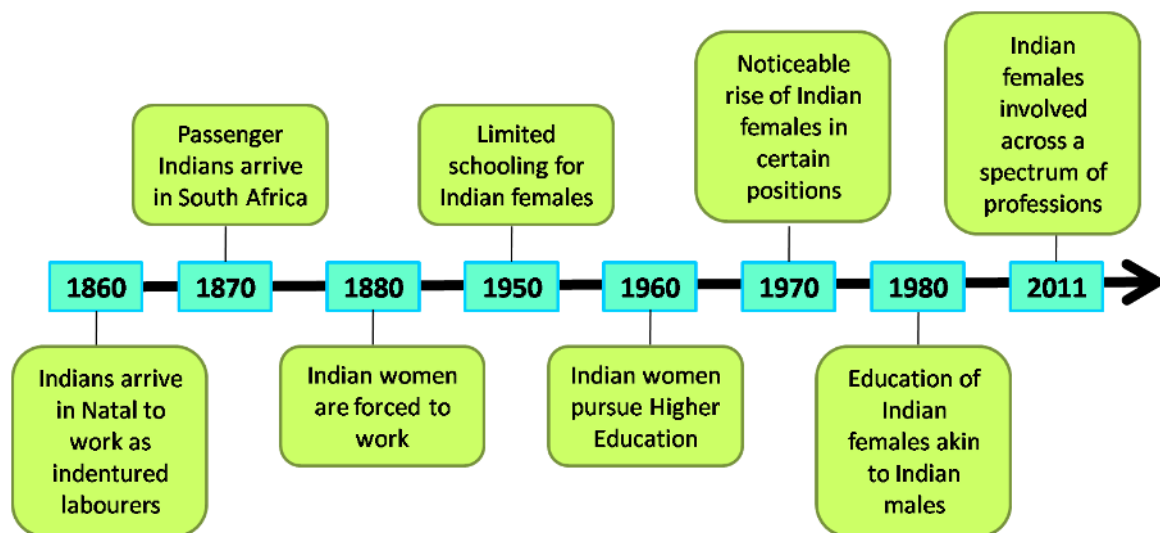 Passenger
Indians arrive
in South Africa
Limited
schooling for
Indian females
Noticeable
rise of Indian
females in
certain
positions
Indian
females
involved
across a
spectrum of
professions
1860
1870
1880
1950
1960
1970
1980
2011
Indians arrive
in Natal to
work as
indentured
labourers
Indian women
are forced to
work
Indian women
pursue Higher
Education
Education of
Indian
females akin
to Indian
males